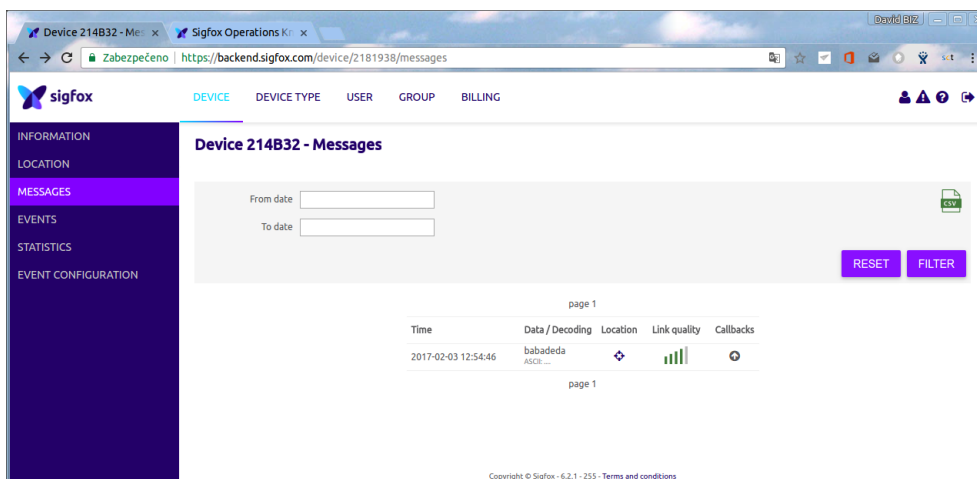 David BIZ
Device 214B32 - Mes
Sigfox Operations Kr
Zabezpečeno
https://backend.sigfox.com/device/2181938/messages
sigfox
DEVICE DEVICE TYPE USER GROUP BILLING
INFORMATION
LOCATION
MESSAGES
EVENTS
STATISTICS
EVENT CONFIGURATION
Device 214B32 - Messages
From date
To date
CSV
RESET FILTER
page 1
Time Data / Decoding Location Link quality Callbacks
2017-02-03 12:54:46 babadeda
ASCII: ....
page 1
Copyright © Sigfox - 6.2.1 - 255 - Terms and conditions